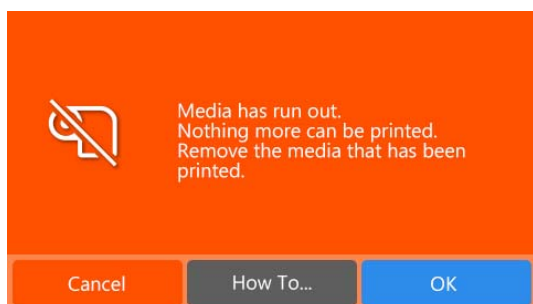 Media has run out.
Nothing more can be printed.
Remove the media that has been
printed.
Cancel
How To...
OK